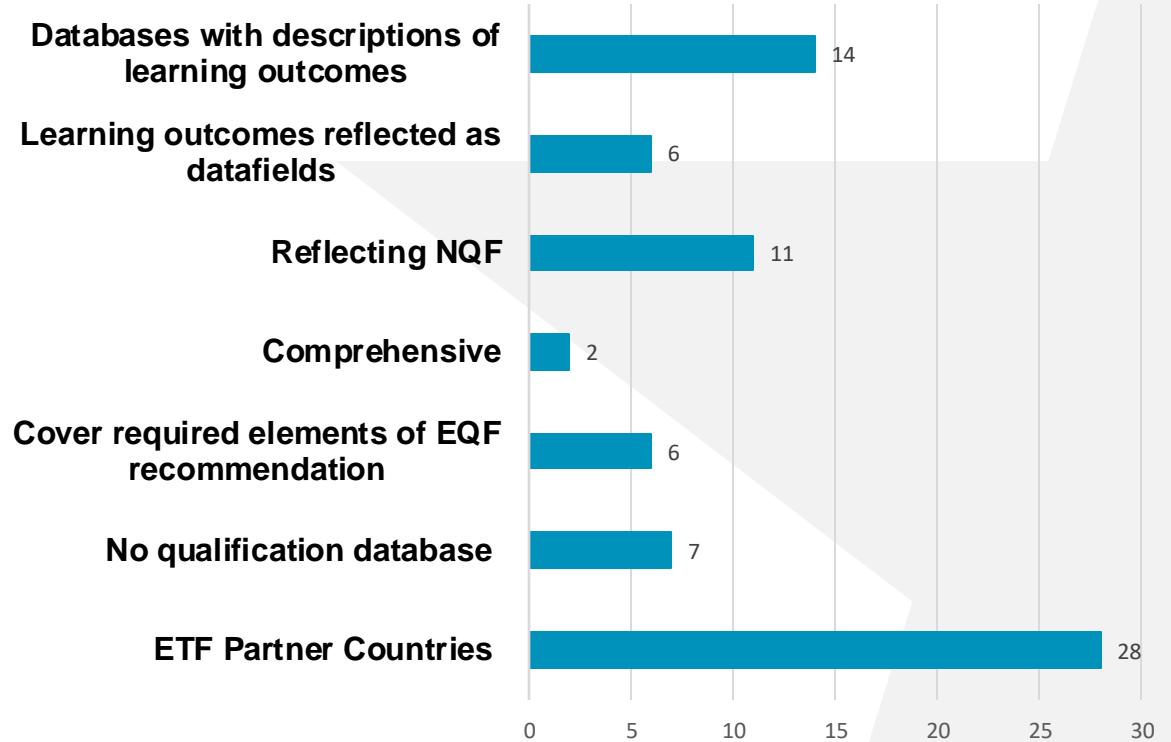 Databases with descriptions of
learning outcomes
14
Learning outcomes reflected as
datafields
6
Reflecting NQF
11
Comprehensive
2
Cover required elements of EQF
recommendation
6
No qualification database
7
ETF Partner Countries
28
0 5 10 15 20 25 30